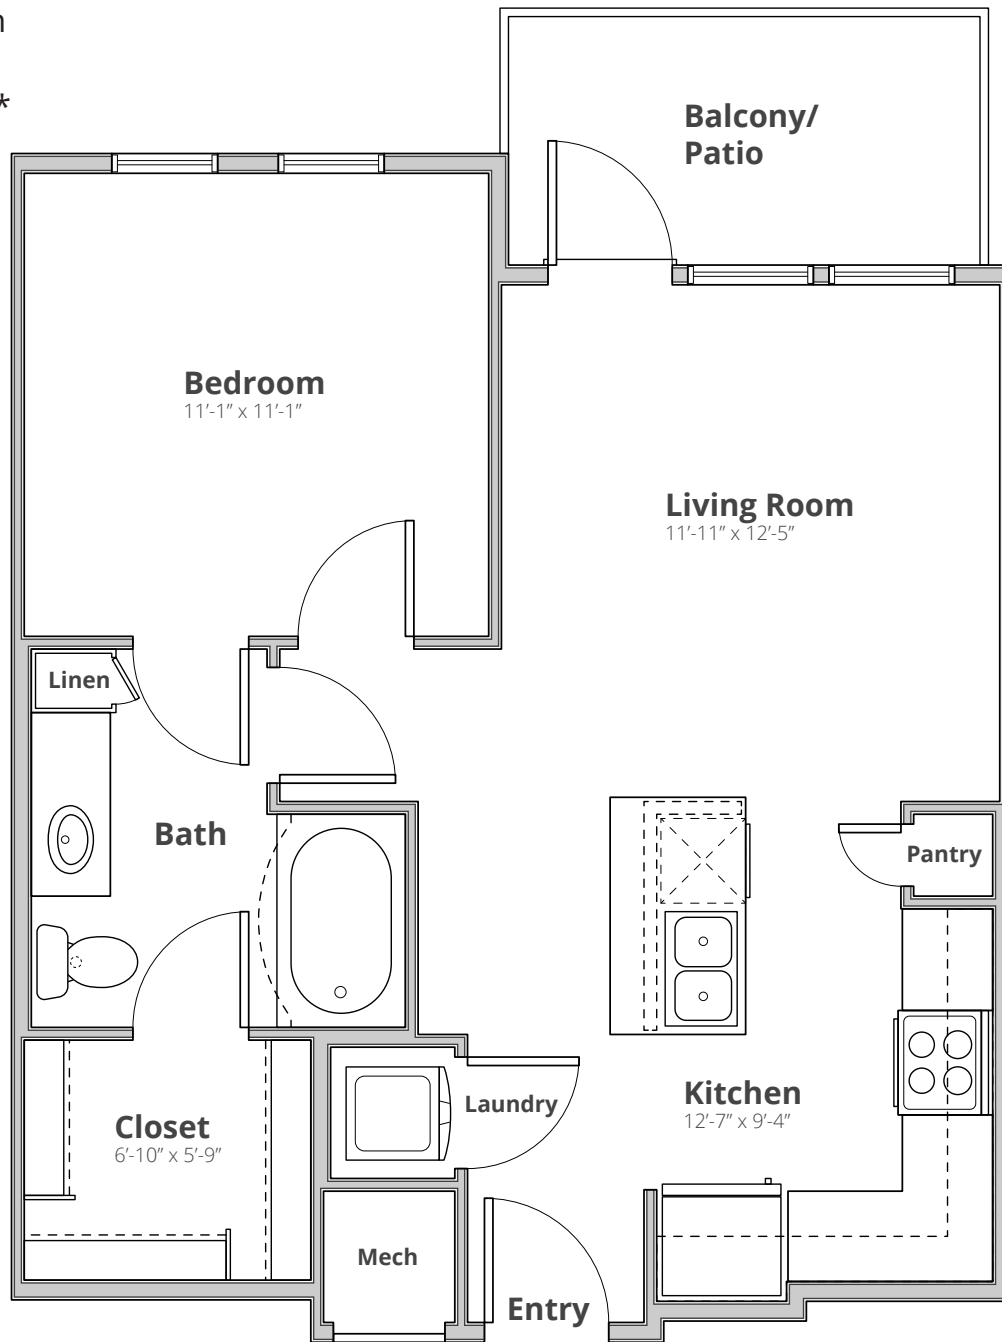 *
Balcony/
Patio
Bedroom
11’-1” x 11’-1”
Living Room
11’-11” x 12’-5”
Linen
Bath
Pantry
Kitchen
12’-7” x 9’-4”
Laundry
Closet
6’-10” x 5’-9”
Mech
Entry